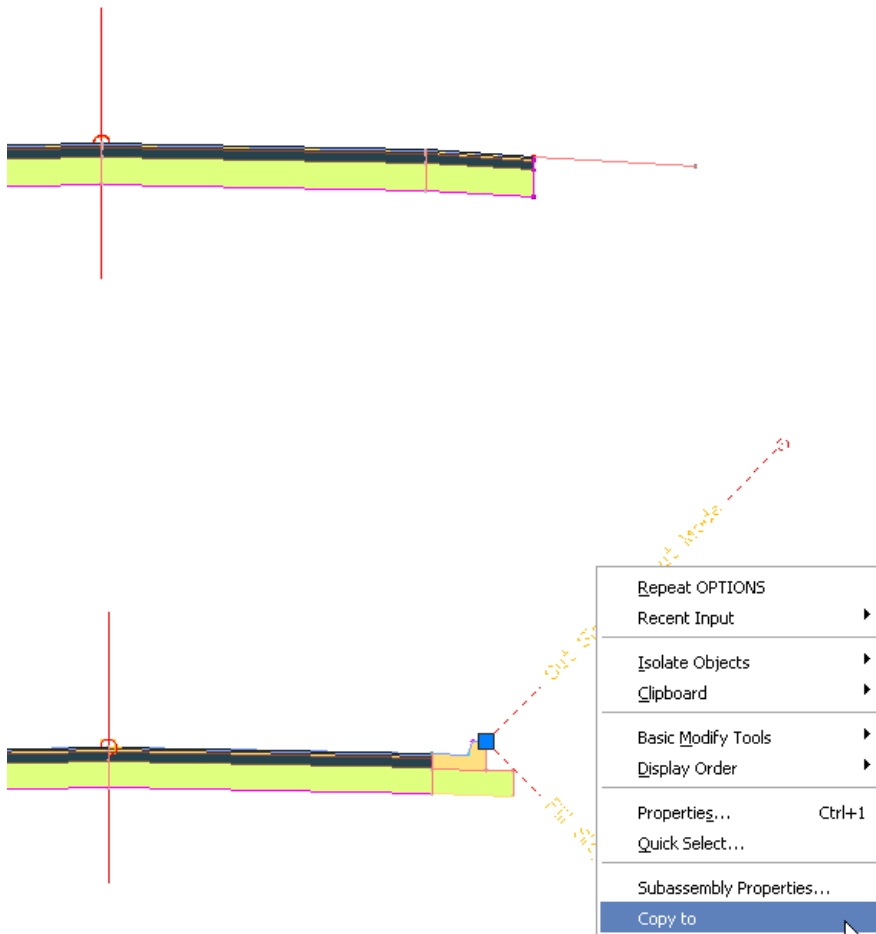 Repeat OPTIONS
Recent Input
Isolate Objects
Clipboard
Basic Modify Tools
Display Order
Properties... Ctrl+1
Quick Select...
Subassembly Properties...
Copy to